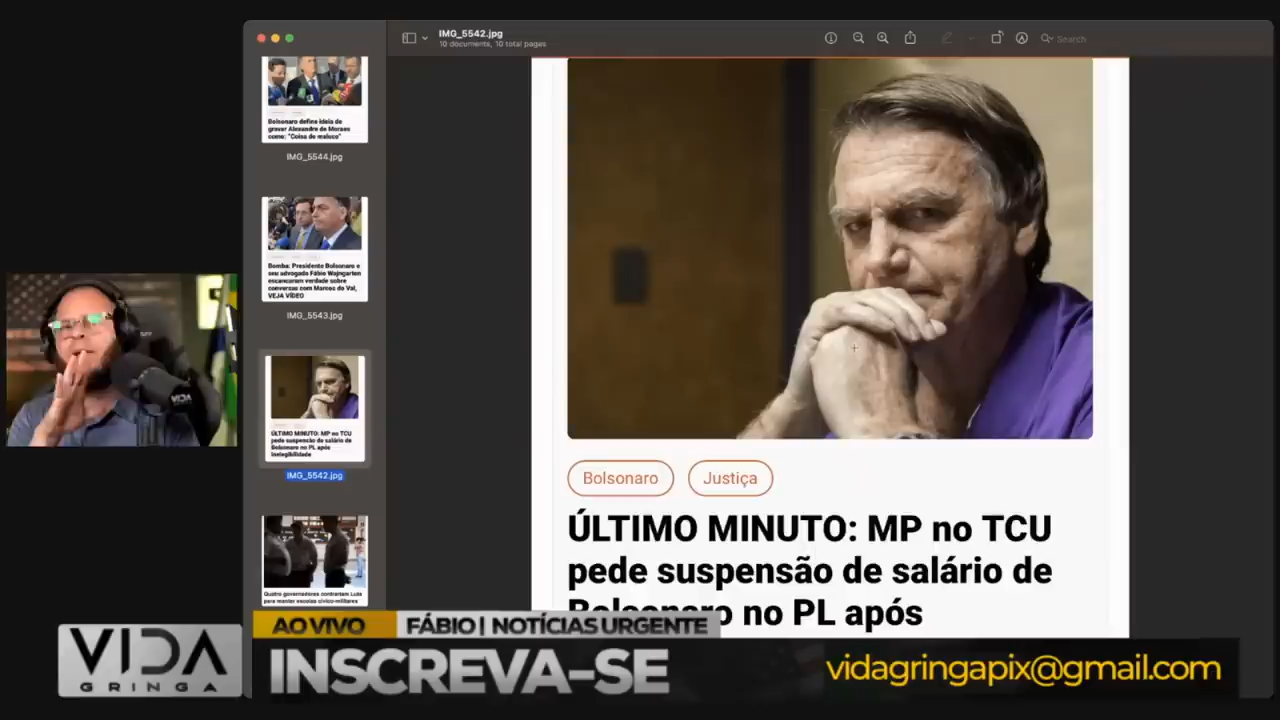 IMG_5542.jpg
10 documents, 10 total pages
Search
Bolsonaro define ideia de
gravar Alexandre de Moraes
como: "Coisa de maluco"
IMG_5544.jpg
Bomba: Presidente Bolsonaro e
seu advogado Fábio Wajngarten
escancaram verdade sobre
conversas com Marcos do Val,
VEJA VÍDEO
IMG_5543.jpg
ÚLTIMO MINUTO: MP no TCU
pede suspensão de salário de
Bolsonaro no PL após
inelegibilidade
IMG_5542.jpg
Quatro governadores contrariam Lula
para manter escolas cívico-militares
Bolsonaro
Justiça
ÚLTIMO MINUTO: MP no TCU
pede suspensão de salário de
Bolsonaro no PL após
VIDA
AO VIVO
FÁBIO | NOTÍCIAS URGENTE
VIDA
GRINGA
INSCREVA-SE
vidagringapix@gmail.com